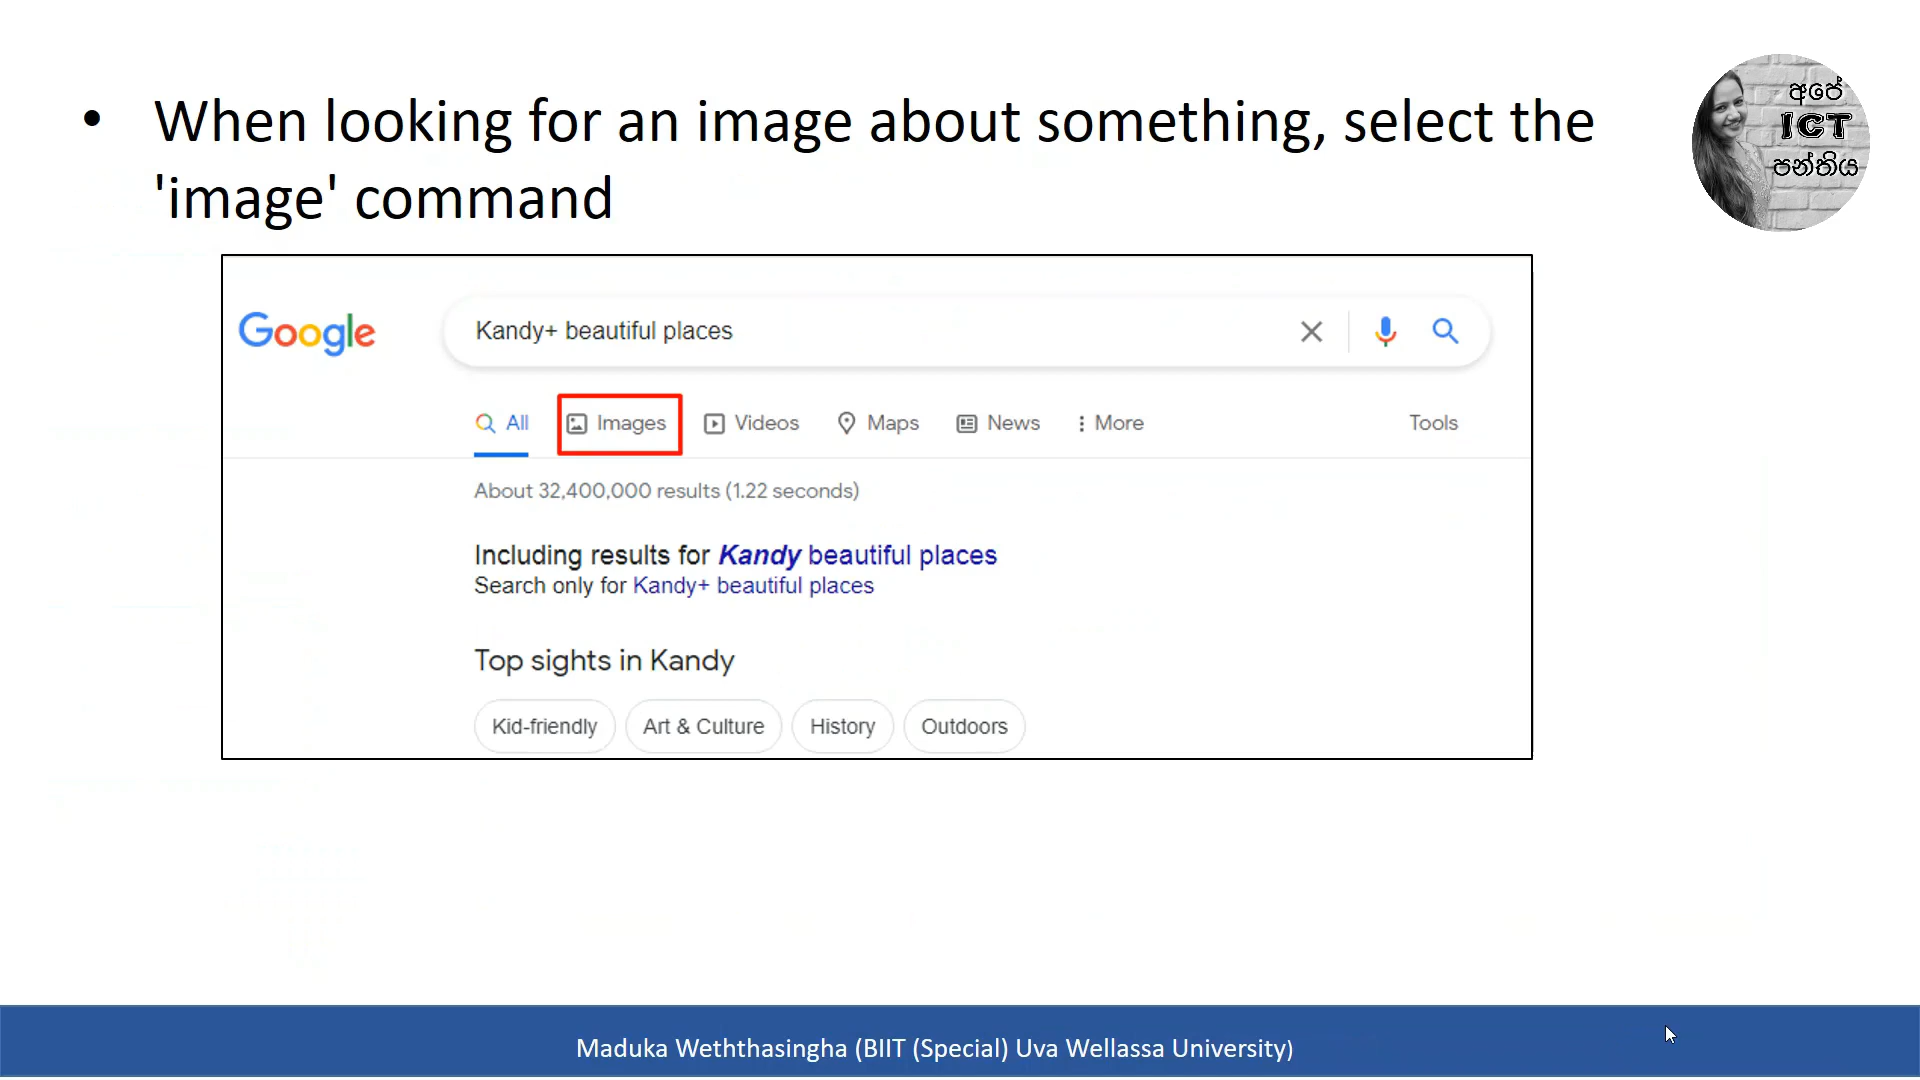 • When looking for an image about something, select the
'image' command
අපේ
ICT
පන්තිය
Google
Kandy+ beautiful places
All Images Videos Maps News More Tools
About 32,400,000 results (1.22 seconds)
Including results for Kandy beautiful places
Search only for Kandy+ beautiful places
Top sights in Kandy
Kid-friendly Art & Culture History Outdoors
Maduka Weththasingha (BIIT (Special) Uva Wellassa University)